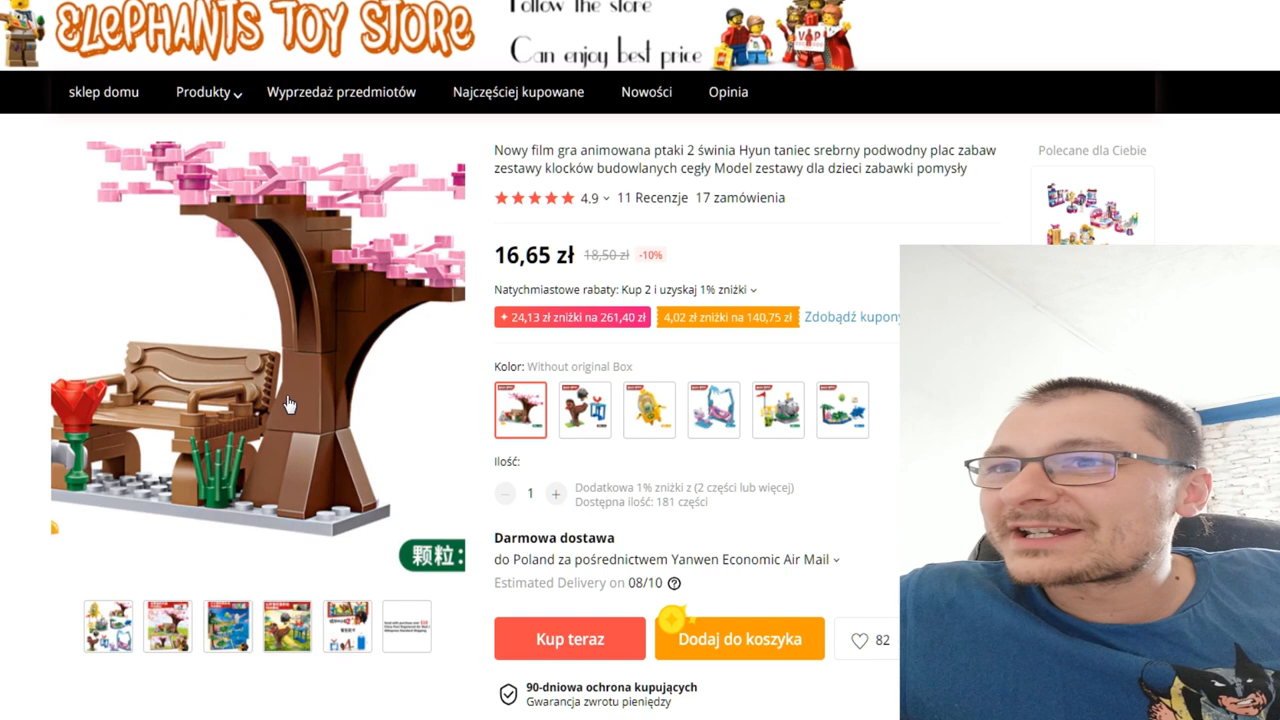 ELEPHANTS TOY STORE
Follow the store
Can enjoy best price
VIP
sklep domu
Produkty
Wyprzedaż przedmiotów
Najczęściej kupowane
Nowości
Opinia
Nowy film gra animowana ptaki 2 świnia Hyun taniec srebrny podwodny plac zabaw
zestawy klocków budowlanych cegły Model zestawy dla dzieci zabawki pomysły
Polecane dla Ciebie
4.9
11 Recenzje
17 zamówienia
16,65 zł
18,50 zł
-10%
Natychmiastowe rabaty: Kup 2 i uzyskaj 1% zniżki
24,13 zł zniżki na 261,40 zł
4,02 zł zniżki na 140,75 zł
Zdobądź kupony
Kolor: Without original Box
Ilość:
1
Dodatkowa 1% zniżki z (2 części lub więcej)
Dostępna ilość: 181 części
Darmowa dostawa
do Poland za pośrednictwem Yanwen Economic Air Mail
颗粒:
Estimated Delivery on 08/10
Kup teraz
Dodaj do koszyka
82
90-dniowa ochrona kupujących
Gwarancja zwrotu pieniędzy